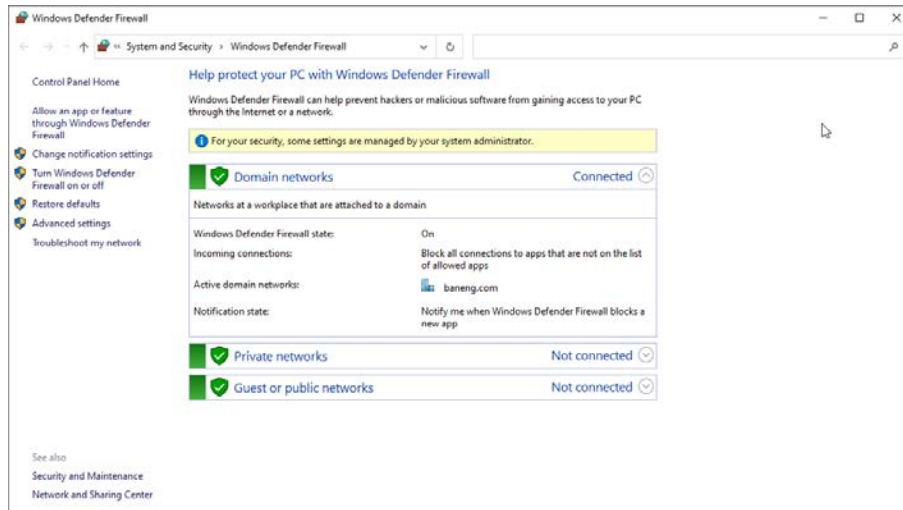 Windows Defender Firewall
« System and Security › Windows Defender Firewall
Control Panel Home
Allow an app or feature
through Windows Defender
Firewall
Change notification settings
Turn Windows Defender
Firewall on or off
Restore defaults
Advanced settings
Troubleshoot my network
Help protect your PC with Windows Defender Firewall
Windows Defender Firewall can help prevent hackers or malicious software from gaining access to your PC
through the Internet or a network.
For your security, some settings are managed by your system administrator.
Domain networks Connected
Networks at a workplace that are attached to a domain
Windows Defender Firewall state: On
Incoming connections: Block all connections to apps that are not on the list
of allowed apps
Active domain networks: baneng.com
Notification state: Notify me when Windows Defender Firewall blocks a
new app
Private networks Not connected
Guest or public networks Not connected
See also
Security and Maintenance
Network and Sharing Center